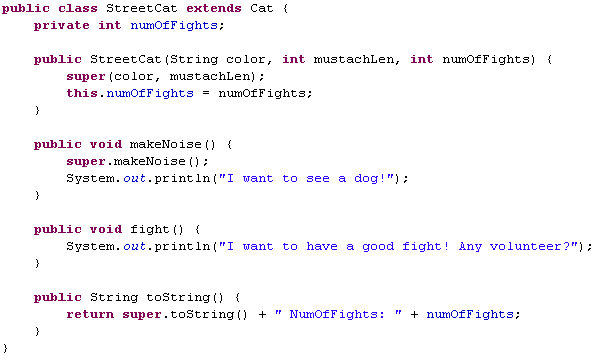 public class StreetCat extends Cat {
    private int numOfFights;

    public StreetCat(String color, int mustachLen, int numOfFights) {
        super(color, mustachLen);
        this.numOfFights = numOfFights;
    }

    public void makeNoise() {
        super.makeNoise();
        System.out.println("I want to see a dog!");
    }

    public void fight() {
        System.out.println("I want to have a good fight! Any volunteer?");
    }

    public String toString() {
        return super.toString() + " NumOfFights: " + numOfFights;
    }
}